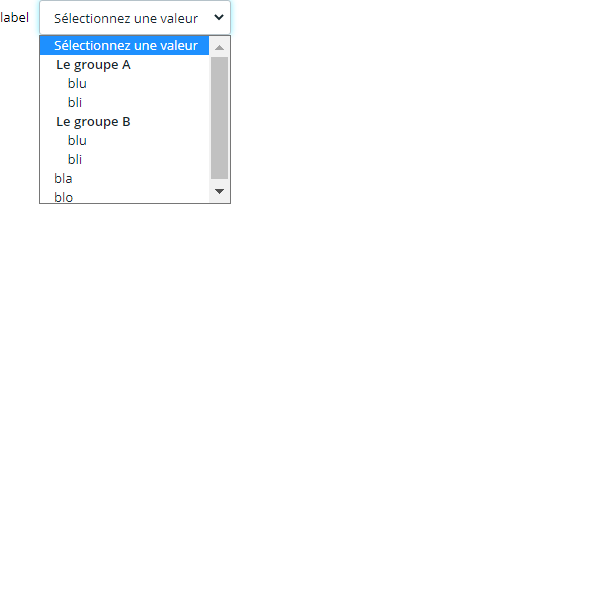 label Sélectionnez une valeur
Sélectionnez une valeur
Le groupe A
blu
bli
Le groupe B
blu
bli
bla
blo